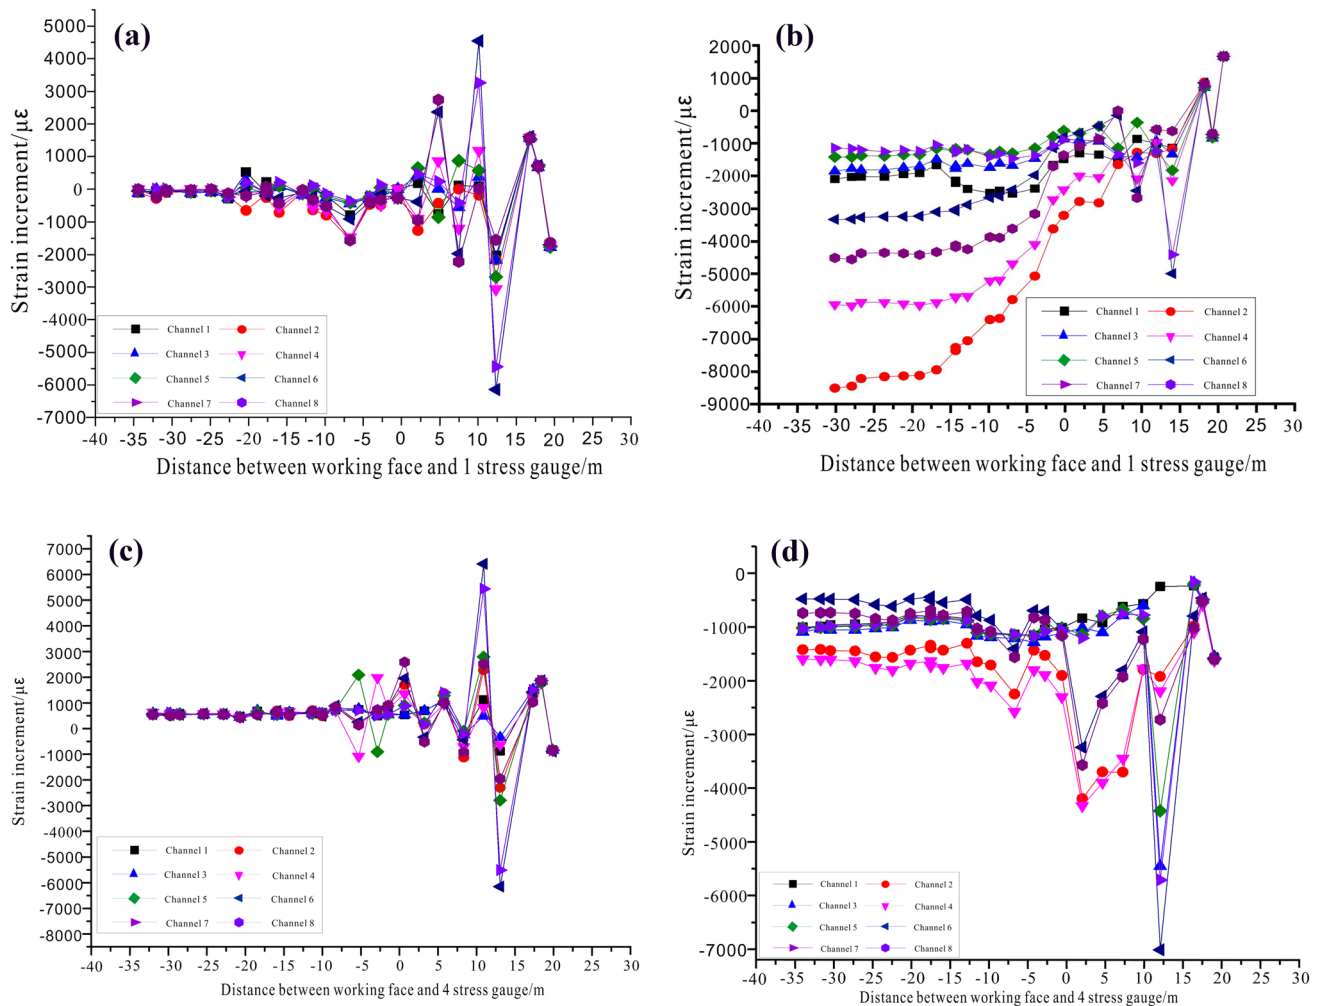 (a)
5000
4000
3000
2000
1000
0
-1000
-2000
-3000
-4000
-5000
-6000
-7000
-40 -35 -30 -25 -20 -15 -10 -5 0 5 10 15 20 25 30
Strain increment/με
Distance between working face and 1 stress gauge/m
Channel 1 Channel 2
Channel 3 Channel 4
Channel 5 Channel 6
Channel 7 Channel 8
(b)
2000
1000
0
-1000
-2000
-3000
-4000
-5000
-6000
-7000
-8000
-9000
-40 -35 -30 -25 -20 -15 -10 -5 0 5 10 15 20 25 30
Strain increment/με
Distance between working face and 1 stress gauge/m
Channel 1 Channel 2
Channel 3 Channel 4
Channel 5 Channel 6
Channel 7 Channel 8
(c)
7000
6000
5000
4000
3000
2000
1000
0
-1000
-2000
-3000
-4000
-5000
-6000
-7000
-8000
-40 -35 -30 -25 -20 -15 -10 -5 0 5 10 15 20 25 30
Strain increment/με
Distance between working face and 4 stress gauge/m
Channel 1 Channel 2
Channel 3 Channel 4
Channel 5 Channel 6
Channel 7 Channel 8
(d)
0
-1000
-2000
-3000
-4000
-5000
-6000
-7000
-40 -35 -30 -25 -20 -15 -10 -5 0 5 10 15 20 25 30
Strain increment/με
Distance between working face and 4 stress gauge/m
Channel 1 Channel 2
Channel 3 Channel 4
Channel 5 Channel 6
Channel 7 Channel 8